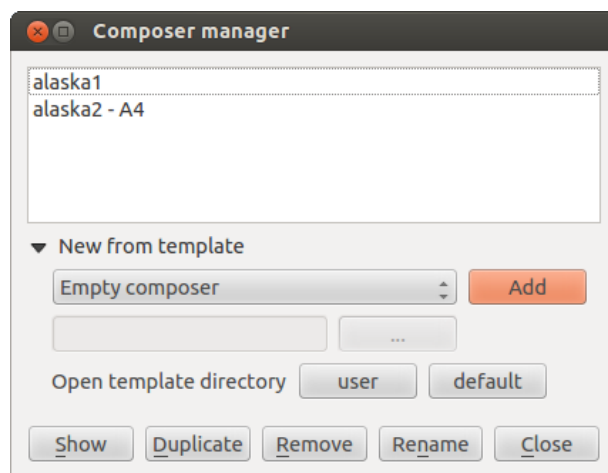 Composer manager
alaska1
alaska2 - A4
New from template
Empty composer Add
...
Open template directory user default
Show Duplicate Remove Rename Close